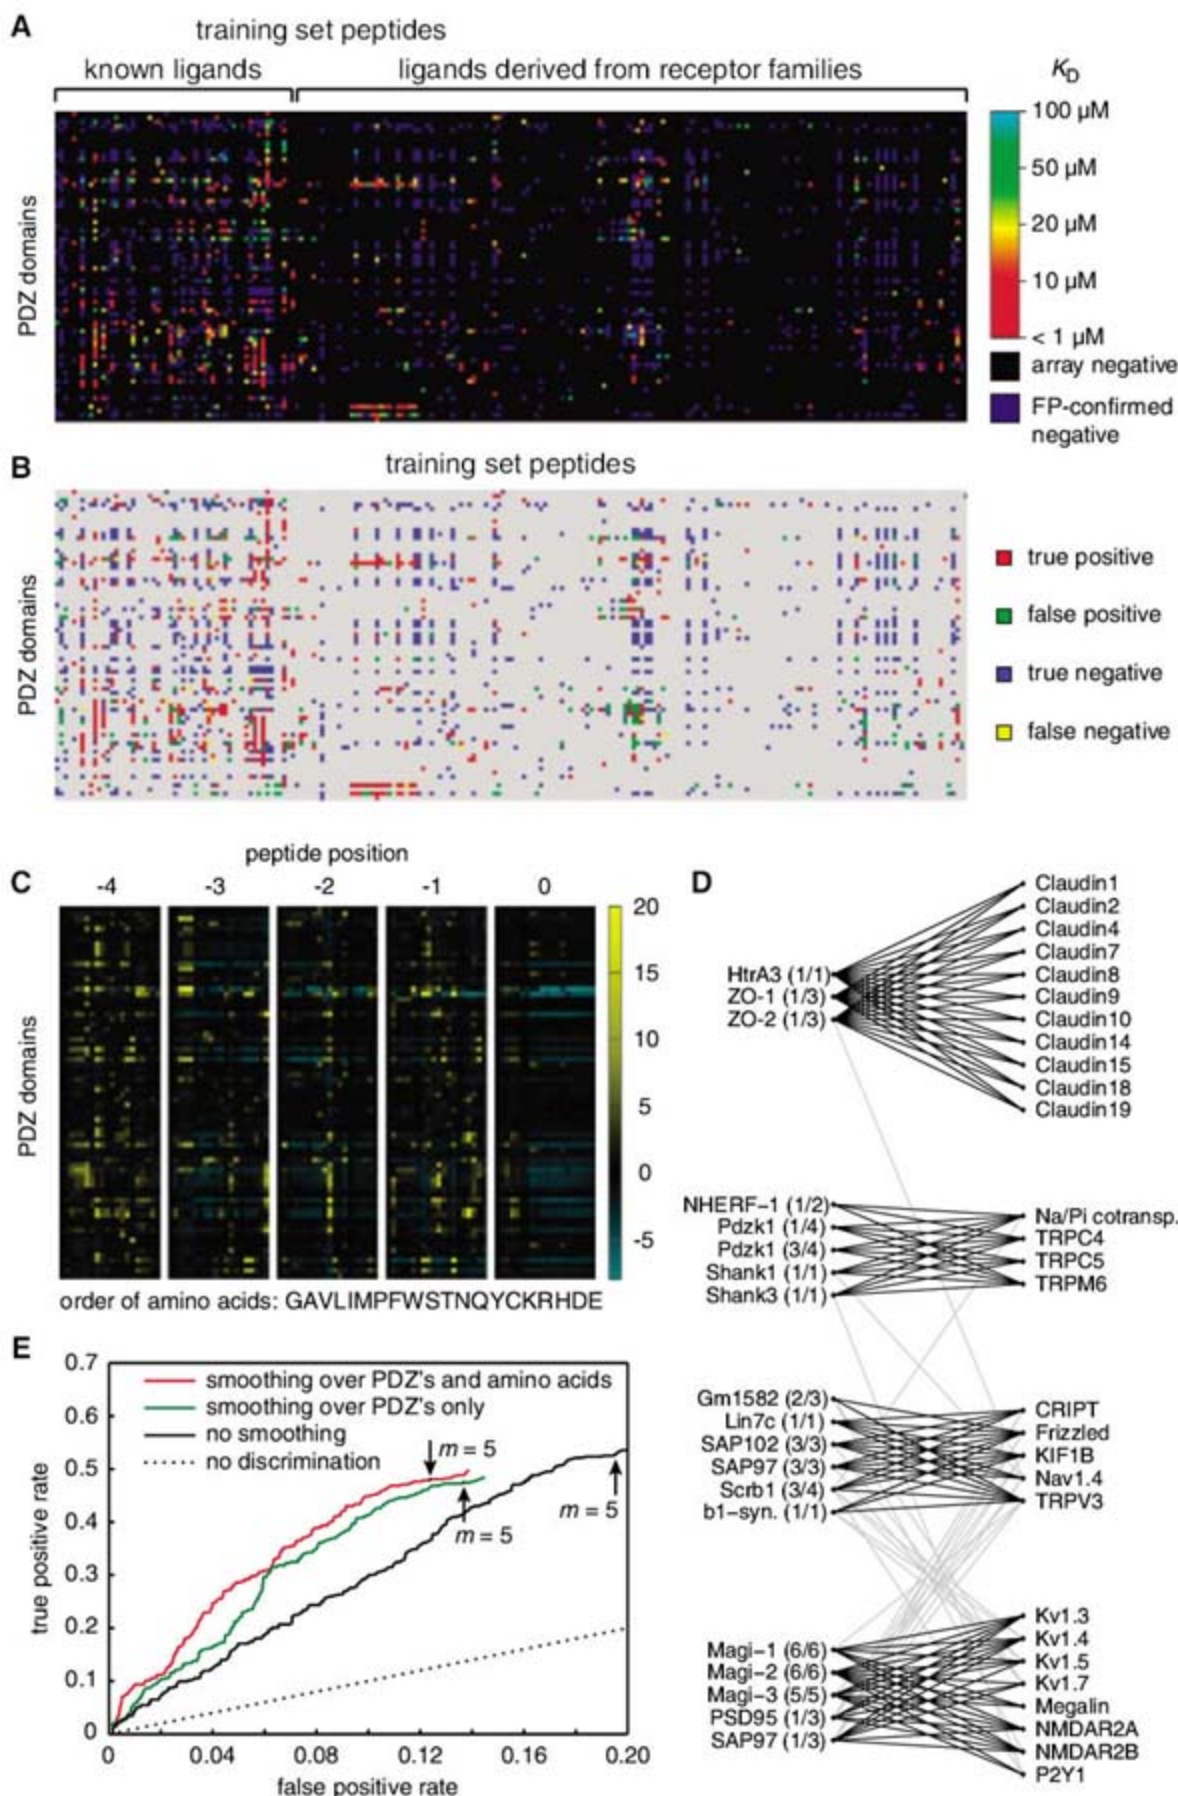 A
training set peptides
known ligands
ligands derived from receptor families
K_D
PDZ domains
100 µM
50 µM
20 µM
10 µM
< 1 µM
array negative
FP-confirmed
negative
B
training set peptides
PDZ domains
true positive
false positive
true negative
false negative
C
peptide position
-4 -3 -2 -1 0
PDZ domains
20
15
10
5
0
-5
order of amino acids: GAVLIMPFWSTNQYCKRHDE
D
HtrA3 (1/1)
ZO-1 (1/3)
ZO-2 (1/3)
Claudin1
Claudin2
Claudin4
Claudin7
Claudin8
Claudin9
Claudin10
Claudin14
Claudin15
Claudin18
Claudin19
NHERF-1 (1/2)
Pdzk1 (1/4)
Pdzk1 (3/4)
Shank1 (1/1)
Shank3 (1/1)
Na/Pi cotransp.
TRPC4
TRPC5
TRPM6
Gm1582 (2/3)
Lin7c (1/1)
SAP102 (3/3)
SAP97 (3/3)
Scrb1 (3/4)
b1-syn. (1/1)
CRIPT
Frizzled
KIF1B
Nav1.4
TRPV3
Magi-1 (6/6)
Magi-2 (6/6)
Magi-3 (5/5)
PSD95 (1/3)
SAP97 (1/3)
Kv1.3
Kv1.4
Kv1.5
Kv1.7
Megalin
NMDAR2A
NMDAR2B
P2Y1
E
smoothing over PDZ's and amino acids
smoothing over PDZ's only
no smoothing
no discrimination
m = 5
m = 5
m = 5
true positive rate
0.7
0.6
0.5
0.4
0.3
0.2
0.1
0
0 0.04 0.08 0.12 0.16 0.20
false positive rate